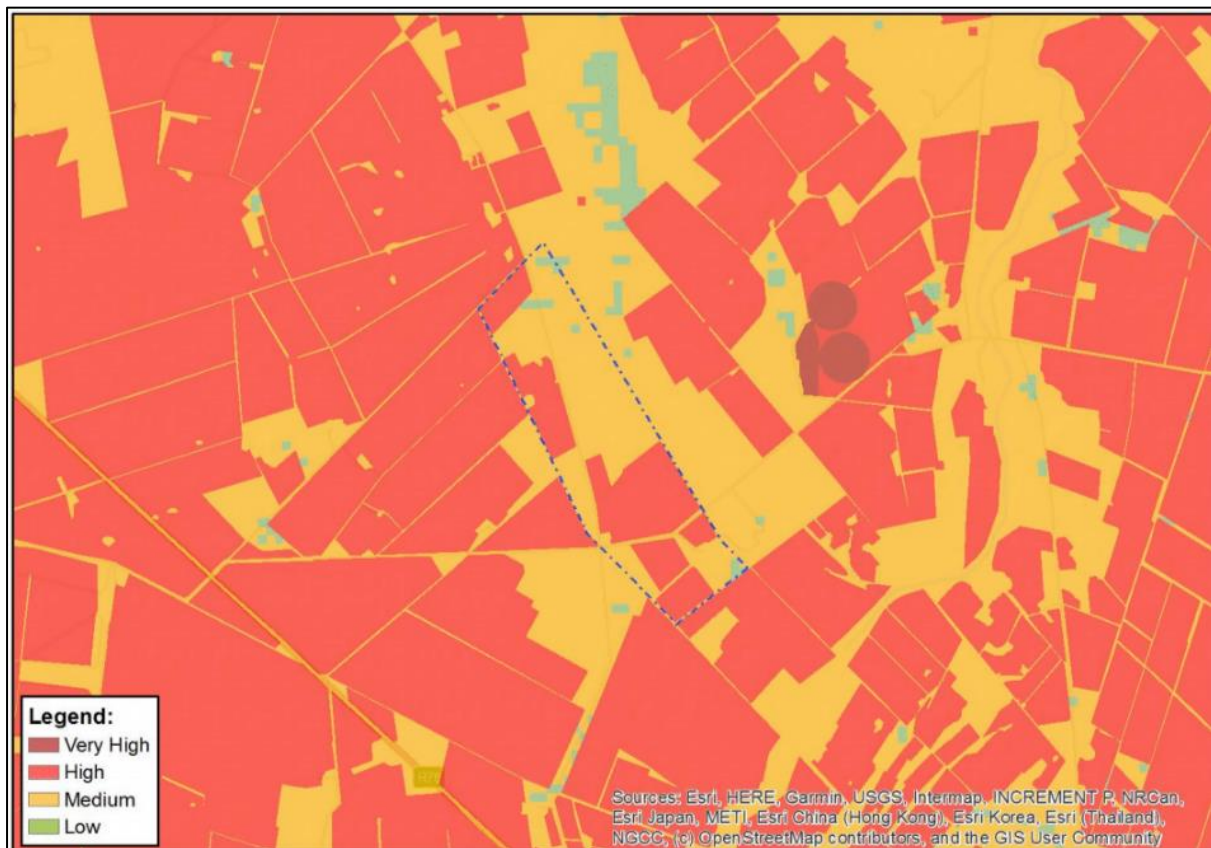 Legend:
Very High
High
Medium
Low
Sources: Esri, HERE, Garmin, USGS, Intermap, INCREMENT P, NRCan,
Esri Japan, METI, Esri China (Hong Kong), Esri Korea, Esri (Thailand),
NGCC, (c) OpenStreetMap contributors, and the GIS User Community